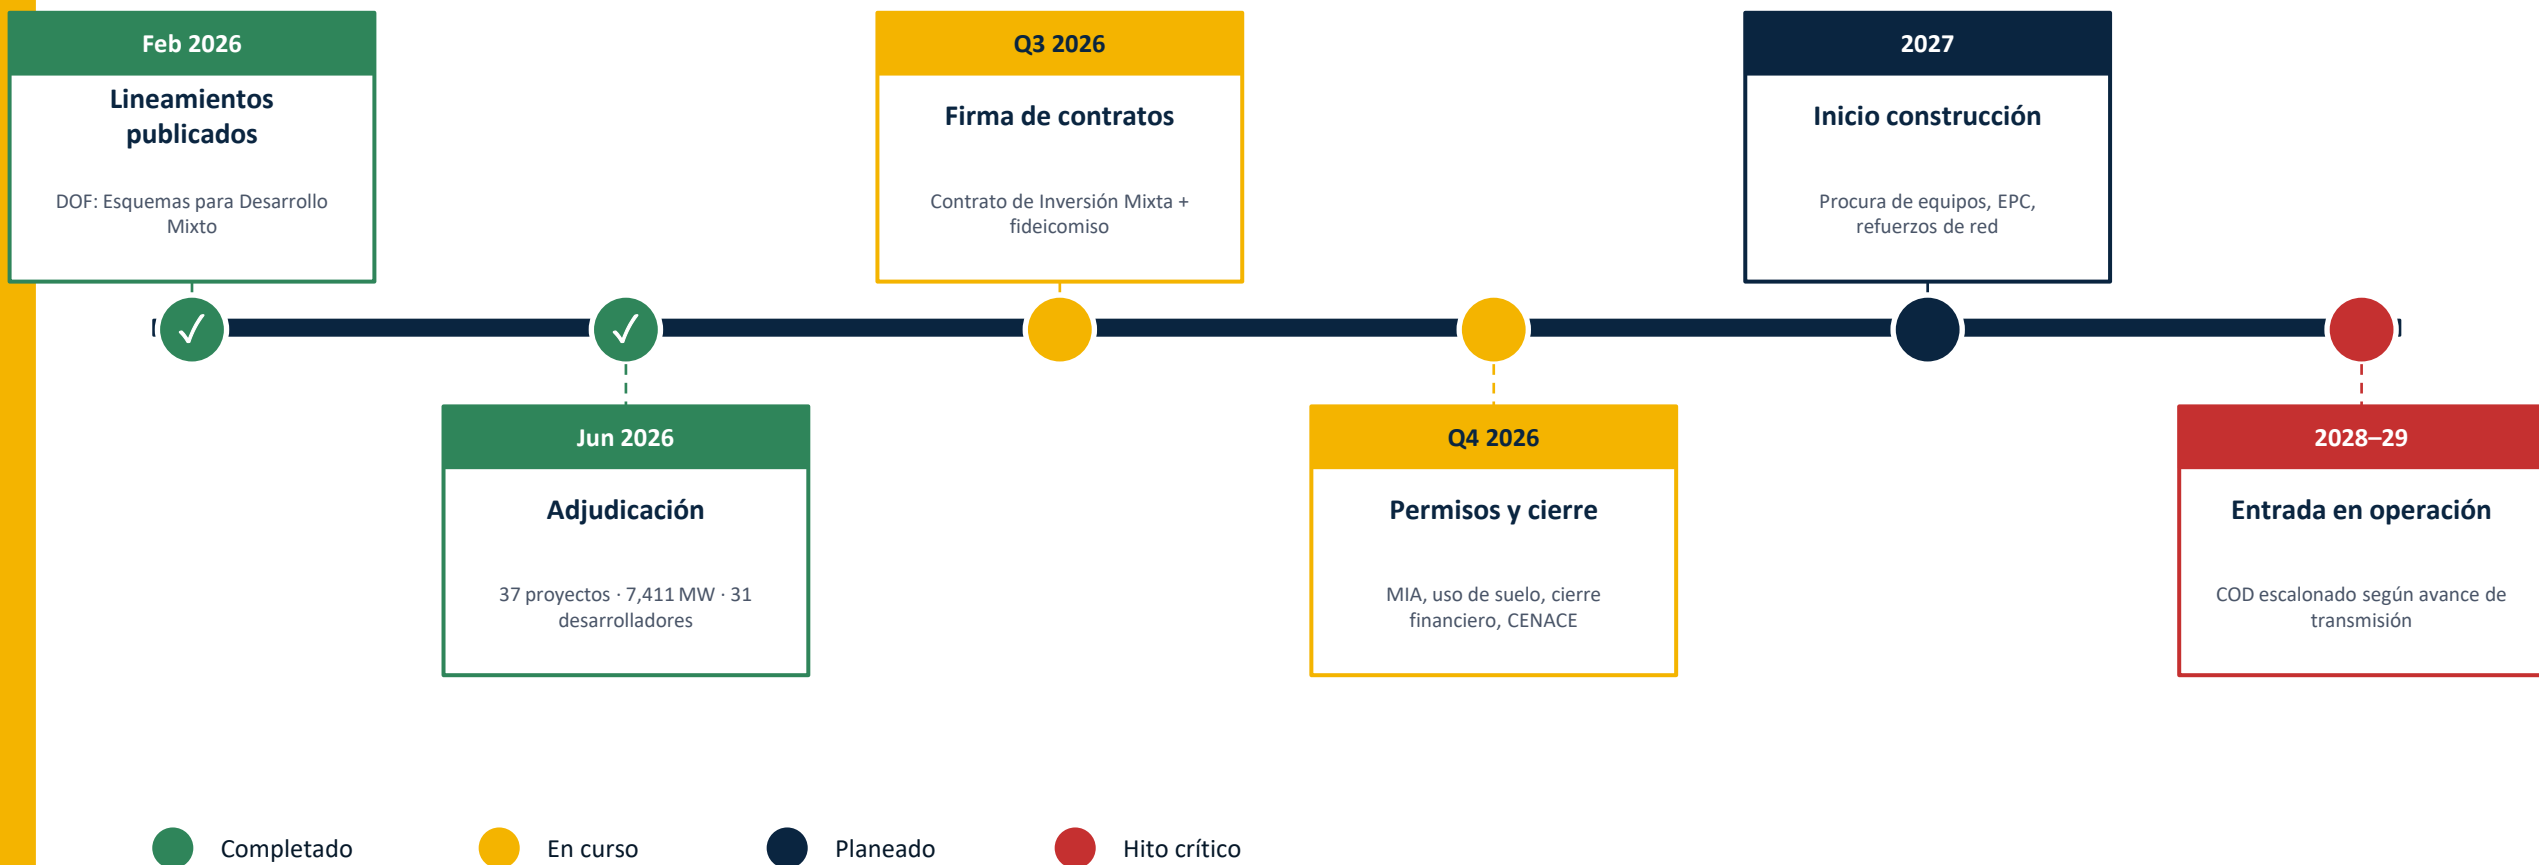 Feb 2026
Lineamientos
publicados
DOF: Esquemas para Desarrollo
Mixto
Q3 2026
Firma de contratos
Contrato de Inversión Mixta +
fideicomiso
2027
Inicio construcción
Procura de equipos, EPC,
refuerzos de red
✓
✓
Jun 2026
Adjudicación
37 proyectos · 7,411 MW · 31
desarrolladores
Q4 2026
Permisos y cierre
MIA, uso de suelo, cierre
financiero, CENACE
2028–29
Entrada en operación
COD escalonado según avance de
transmisión
Completado
En curso
Planeado
Hito crítico